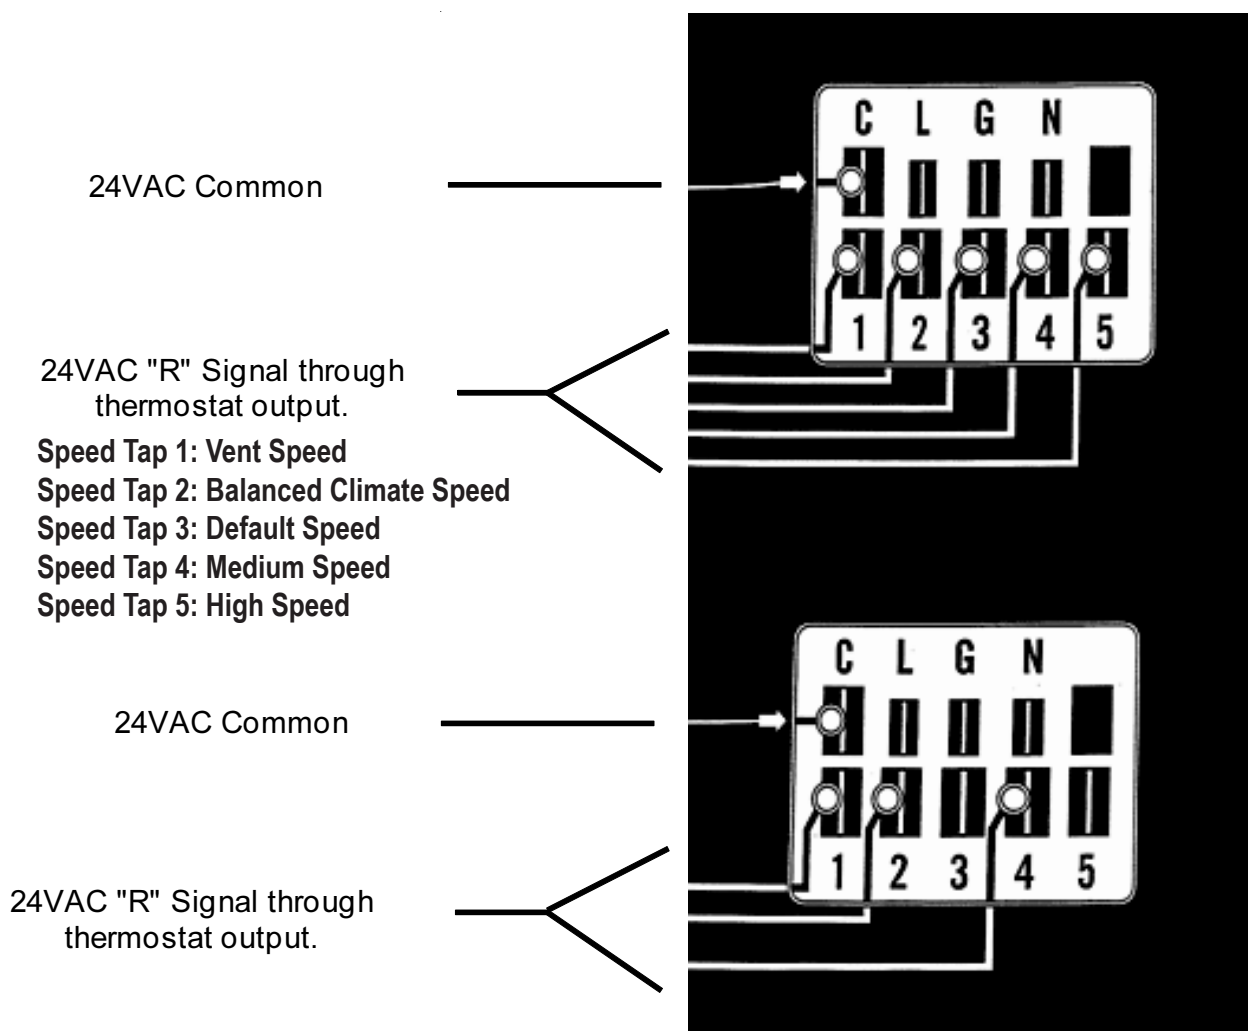 C L G N
24VAC Common
1 2 3 4 5
24VAC "R" Signal through
thermostat output.
Speed Tap 1: Vent Speed
Speed Tap 2: Balanced Climate Speed
Speed Tap 3: Default Speed
Speed Tap 4: Medium Speed
Speed Tap 5: High Speed
C L G N
24VAC Common
1 2 3 4 5
24VAC "R" Signal through
thermostat output.